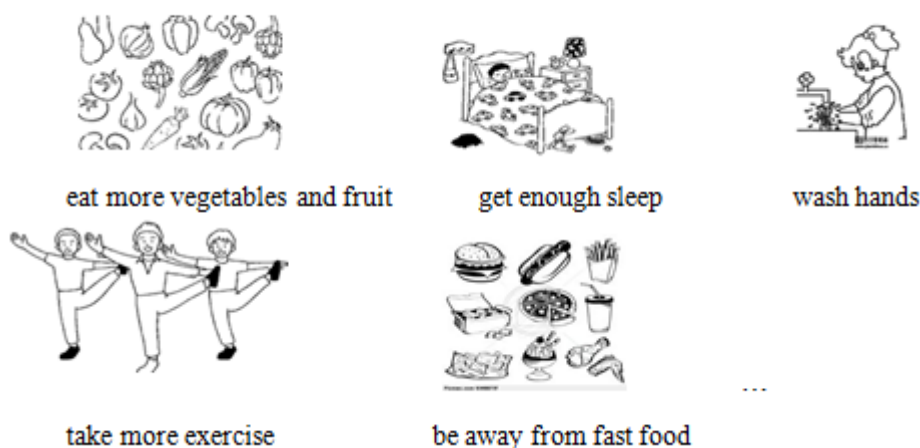 eat more vegetables and fruit
get enough sleep
wash hands
...
take more exercise
be away from fast food